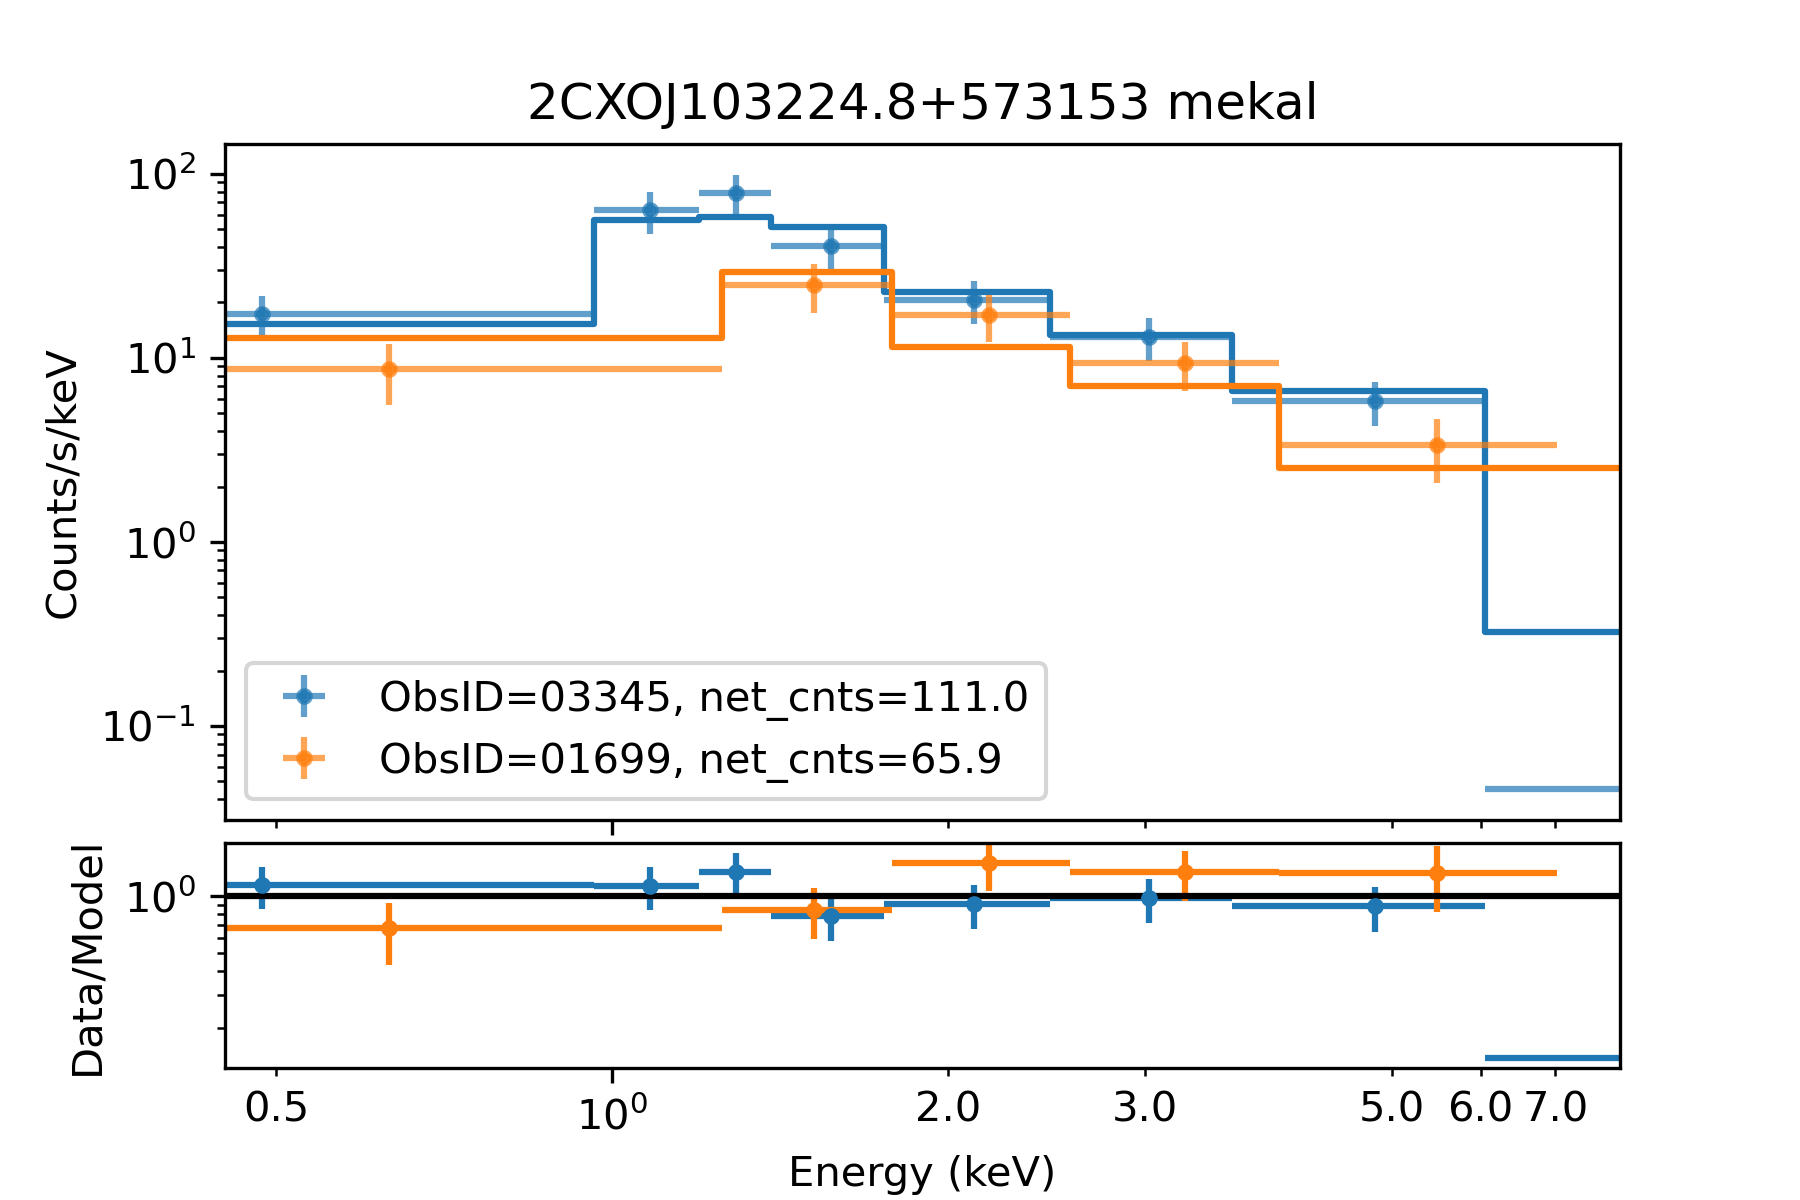 2CXOJ103224.8+573153 mekal
10²
10¹
10⁰
10⁻¹
Counts/s/keV
ObsID=03345, net_cnts=111.0
ObsID=01699, net_cnts=65.9
10⁰
Data/Model
0.5 10⁰ 2.0 3.0 5.0 6.0 7.0
Energy (keV)